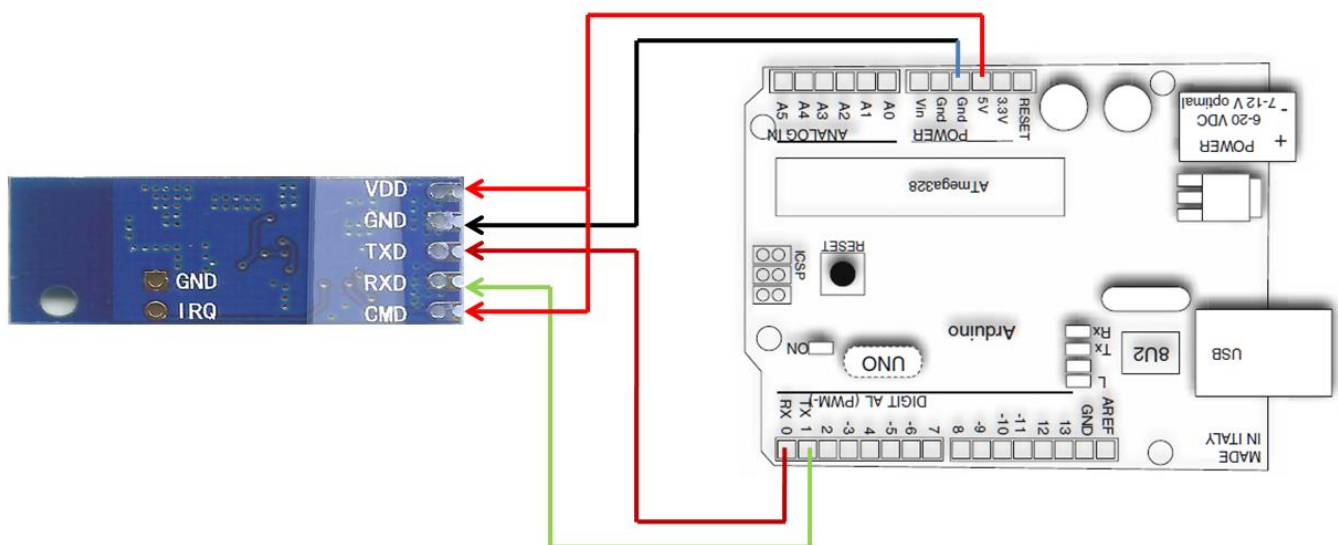 VDD
GND
TXD
RXD
CMD
GND
IRQ
A5
A4
A3
A2
A1
A0
ANALOG IN
Vin
Gnd
Gnd
5V
3.3V
RESET
POWER
-
7-12 V optimal
6-20 VDC
POWER
+
ATmega328
ICSP
RESET
Arduino
ON
UNO
Rx
Tx
L
8U2
USB
DIGIT AL (PWM-)
RX 0
TX 1
2
-3
4
-5
-6
7
8
-9
-10
-11
12
13
GND
AREF
MADE
IN ITALY